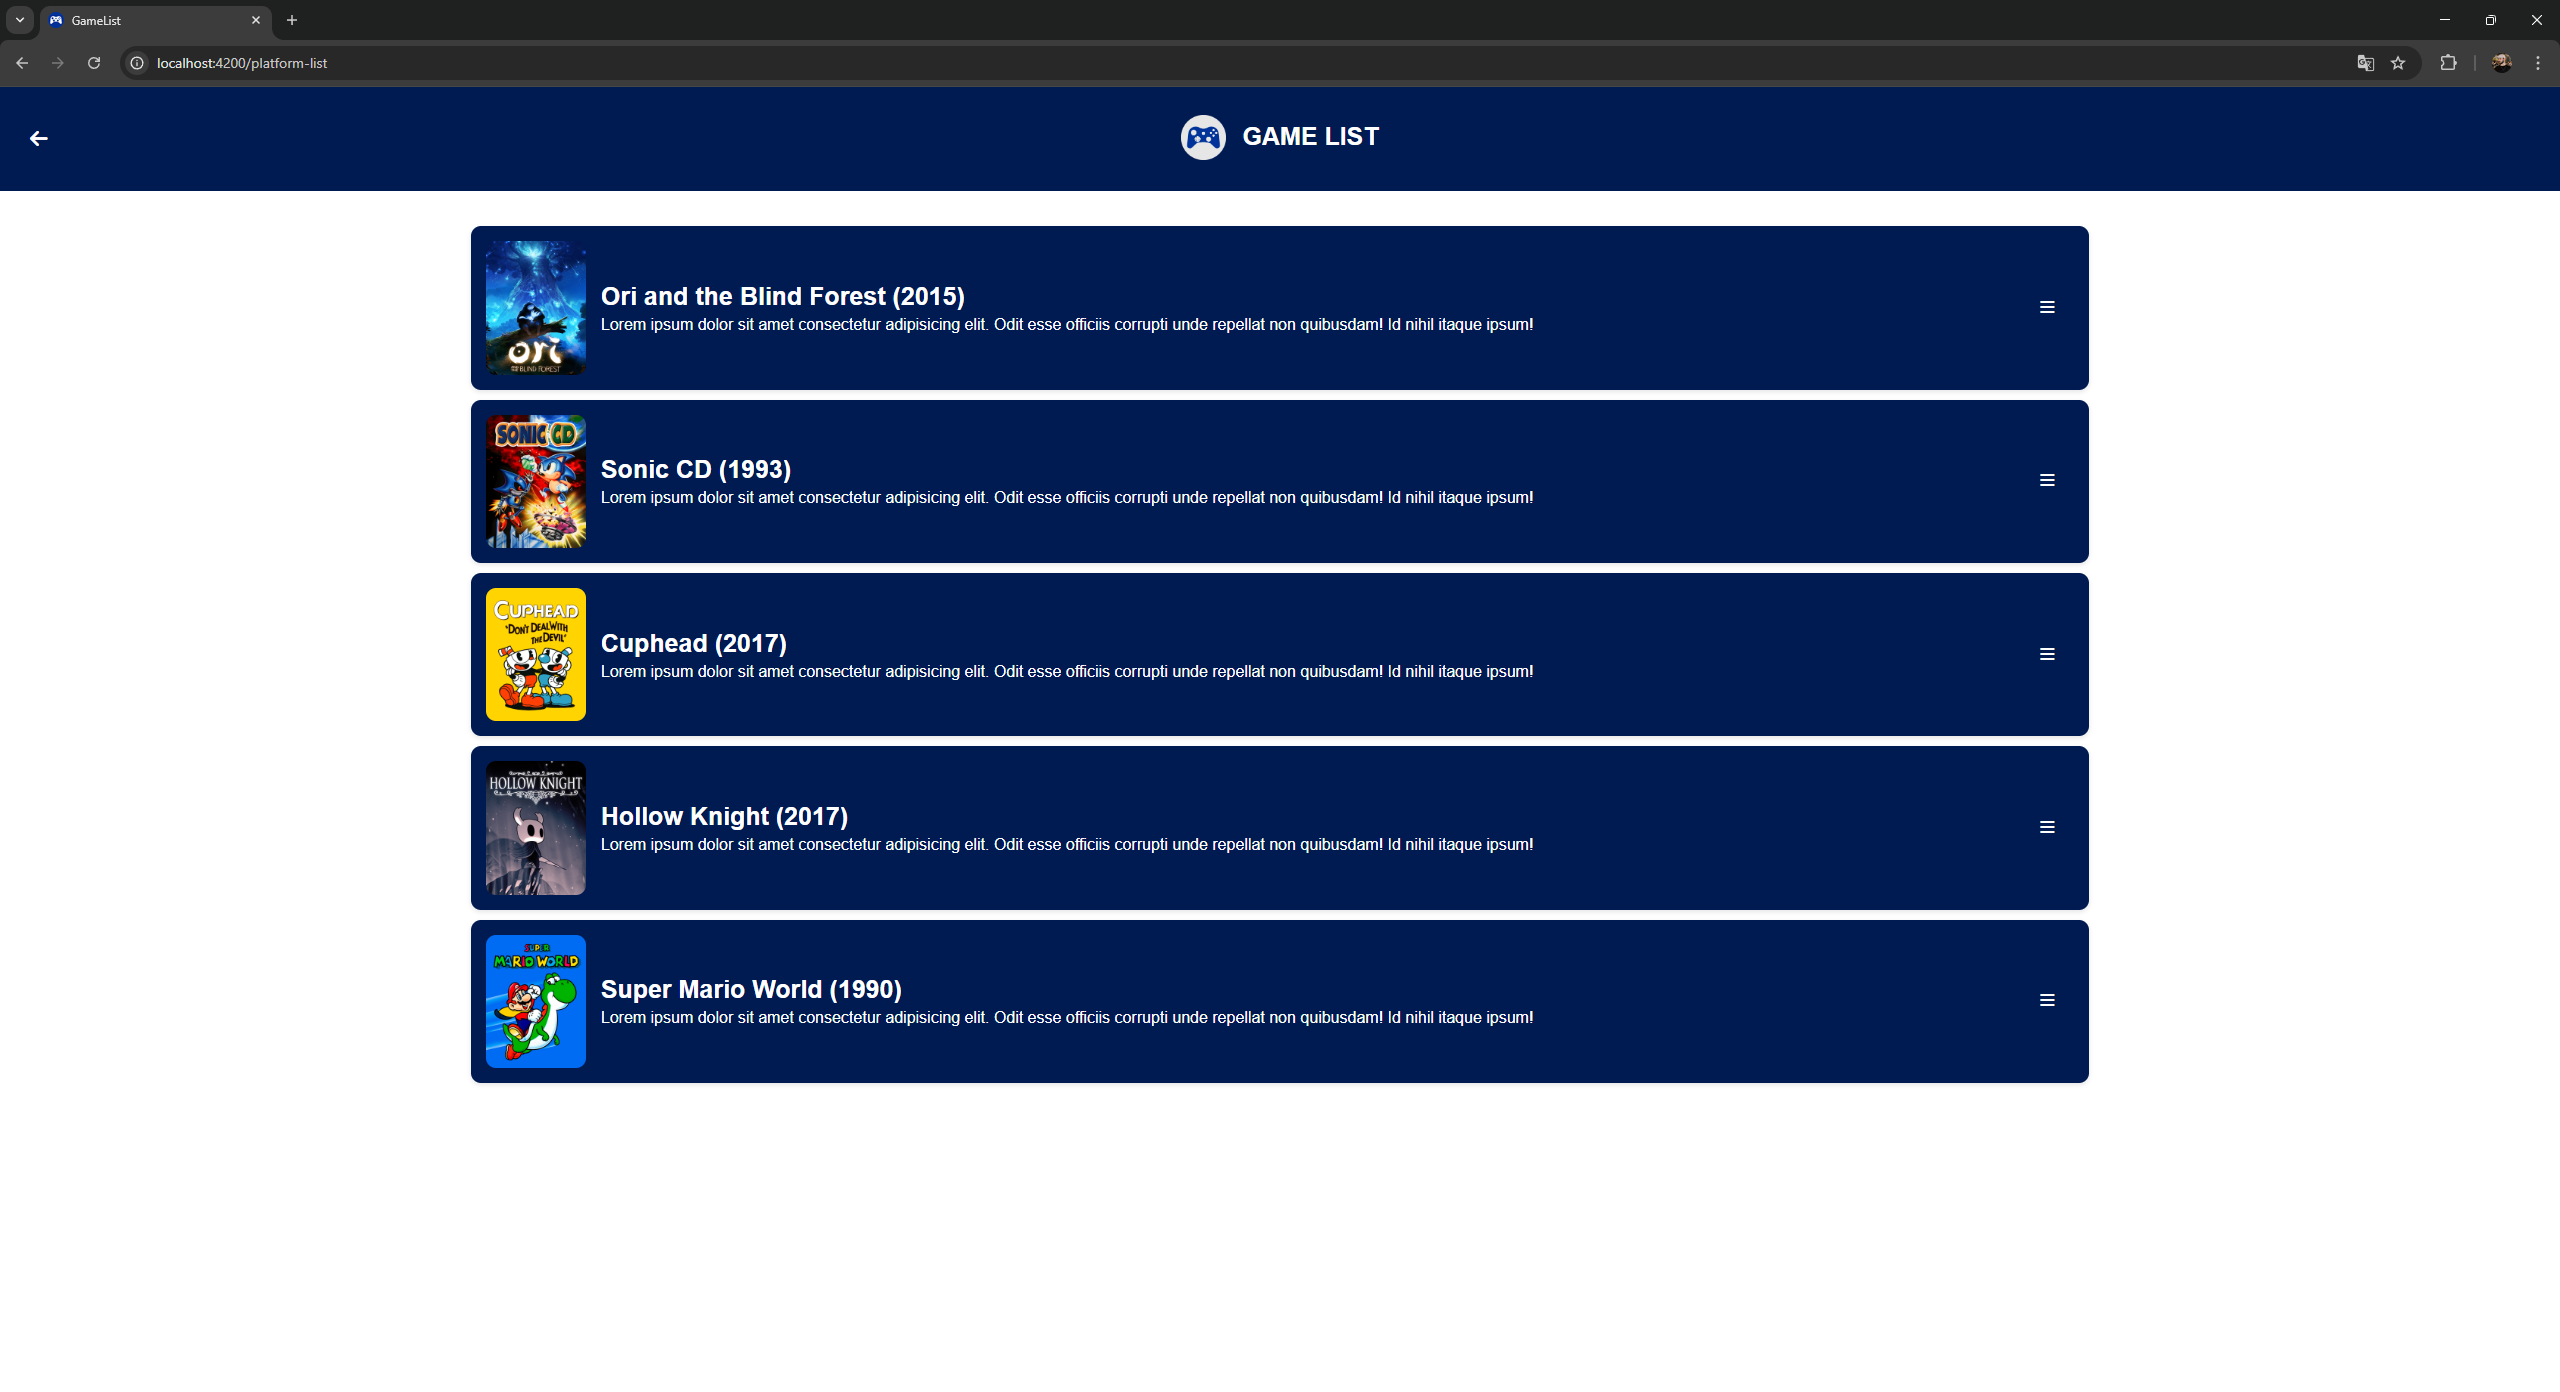 GameList
localhost:4200/platform-list
GAME LIST
Ori and the Blind Forest (2015)
Lorem ipsum dolor sit amet consectetur adipisicing elit. Odit esse officiis corrupti unde repellat non quibusdam! Id nihil itaque ipsum!
ori
BLIND FOREST
SONIC CD
Sonic CD (1993)
Lorem ipsum dolor sit amet consectetur adipisicing elit. Odit esse officiis corrupti unde repellat non quibusdam! Id nihil itaque ipsum!
CUPHEAD
"DON'T DEAL WITH
THE DEVIL"
Cuphead (2017)
Lorem ipsum dolor sit amet consectetur adipisicing elit. Odit esse officiis corrupti unde repellat non quibusdam! Id nihil itaque ipsum!
HOLLOW KNIGHT
Hollow Knight (2017)
Lorem ipsum dolor sit amet consectetur adipisicing elit. Odit esse officiis corrupti unde repellat non quibusdam! Id nihil itaque ipsum!
SUPER
MARIO WORLD
Super Mario World (1990)
Lorem ipsum dolor sit amet consectetur adipisicing elit. Odit esse officiis corrupti unde repellat non quibusdam! Id nihil itaque ipsum!